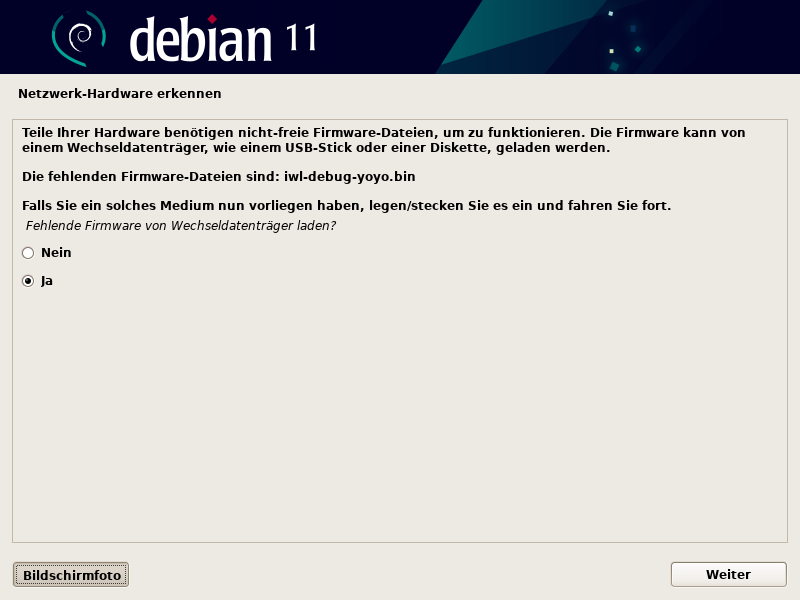 debian 11
Netzwerk-Hardware erkennen
Teile Ihrer Hardware benötigen nicht-freie Firmware-Dateien, um zu funktionieren. Die Firmware kann von
einem Wechseldatenträger, wie einem USB-Stick oder einer Diskette, geladen werden.
Die fehlenden Firmware-Dateien sind: iwl-debug-yoyo.bin
Falls Sie ein solches Medium nun vorliegen haben, legen/stecken Sie es ein und fahren Sie fort.
Fehlende Firmware von Wechseldatenträger laden?
Nein
Ja
Bildschirmfoto
Weiter